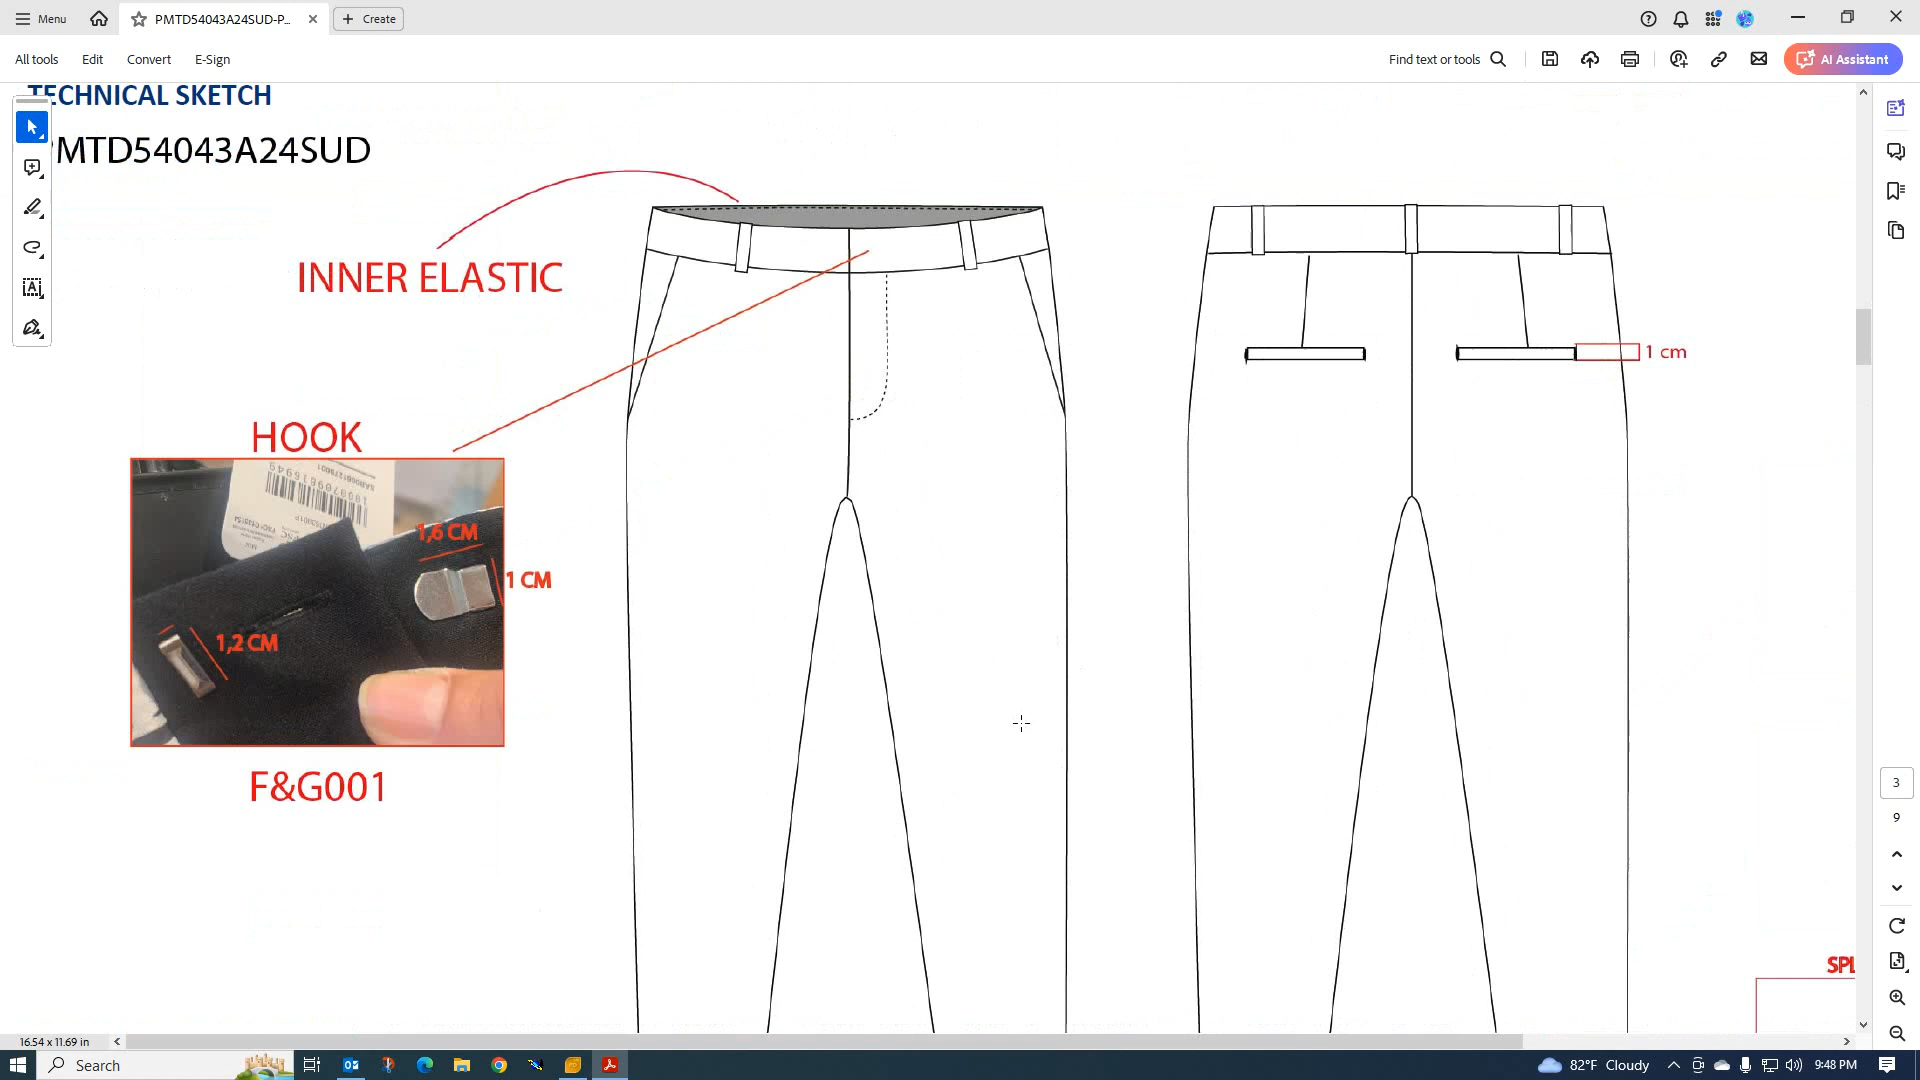 Menu
PMTD54043A24SUD-P...
Create
All tools
Edit
Convert
E-Sign
Find text or tools
AI Assistant
TECHNICAL SKETCH
MTD54043A24SUD
INNER ELASTIC
1 cm
HOOK
1,6 CM
1 CM
1,2 CM
F&G001
3
9
SPL
16.54 x 11.69 in
Search
82°F Cloudy
9:48 PM